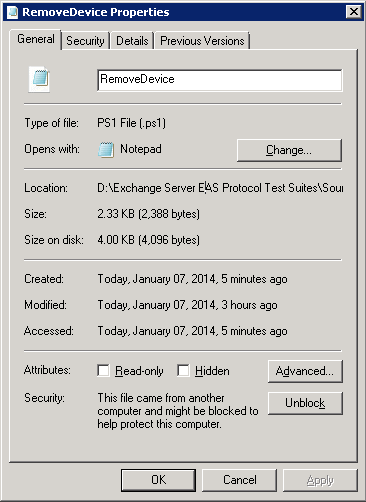 RemoveDevice Properties
General Security Details Previous Versions
RemoveDevice
Type of file: PS1 File (.ps1)
Opens with: Notepad Change...
Location: D:\Exchange Server EAS Protocol Test Suites\Sour
Size: 2.33 KB (2,388 bytes)
Size on disk: 4.00 KB (4,096 bytes)
Created: Today, January 07, 2014, 5 minutes ago
Modified: Today, January 07, 2014, 3 hours ago
Accessed: Today, January 07, 2014, 5 minutes ago
Attributes: Read-only Hidden Advanced...
Security: This file came from another
computer and might be blocked to
help protect this computer.
Unblock
OK Cancel Apply